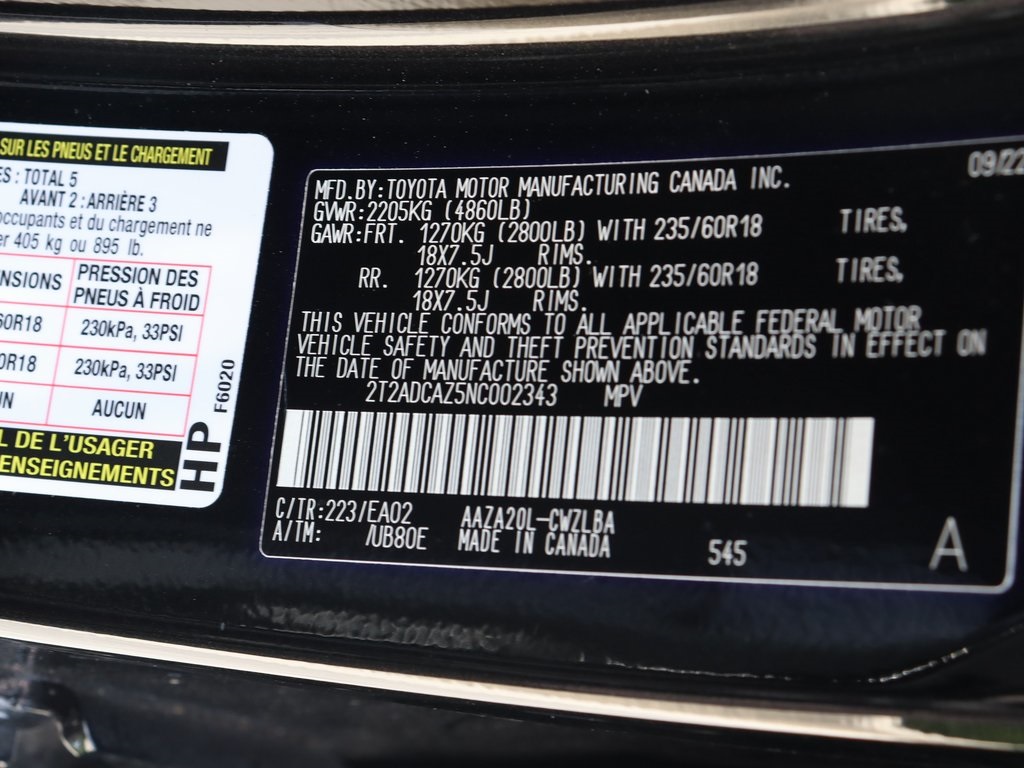 SUR LES PNEUS ET LE CHARGEMENT
ES : TOTAL 5
AVANT 2 : ARRIÈRE 3
occupants et du chargement ne
er 405 kg ou 895 lb.
ENSIONS PRESSION DES
PNEUS À FROID
60R18 230kPa, 33PSI
0R18 230kPa, 33PSI
UN AUCUN
L DE L'USAGER
ENSEIGNEMENTS
HP F6020
09/22
MFD. BY: TOYOTA MOTOR MANUFACTURING CANADA INC.
GVWR: 2205KG (4860LB)
GAWR: FRT. 1270KG (2800LB) WITH 235/60R18 TIRES,
18X7.5J RIMS.
RR. 1270KG (2800LB) WITH 235/60R18 TIRES,
18X7.5J RIMS.
THIS VEHICLE CONFORMS TO ALL APPLICABLE FEDERAL MOTOR
VEHICLE SAFETY AND THEFT PREVENTION STANDARDS IN EFFECT ON
THE DATE OF MANUFACTURE SHOWN ABOVE.
2T2ADCAZ5NC002343 MPV
C/TR: 223/EA02 AAZA20L-CWZLBA
A/TM: /UB80E MADE IN CANADA
545 A